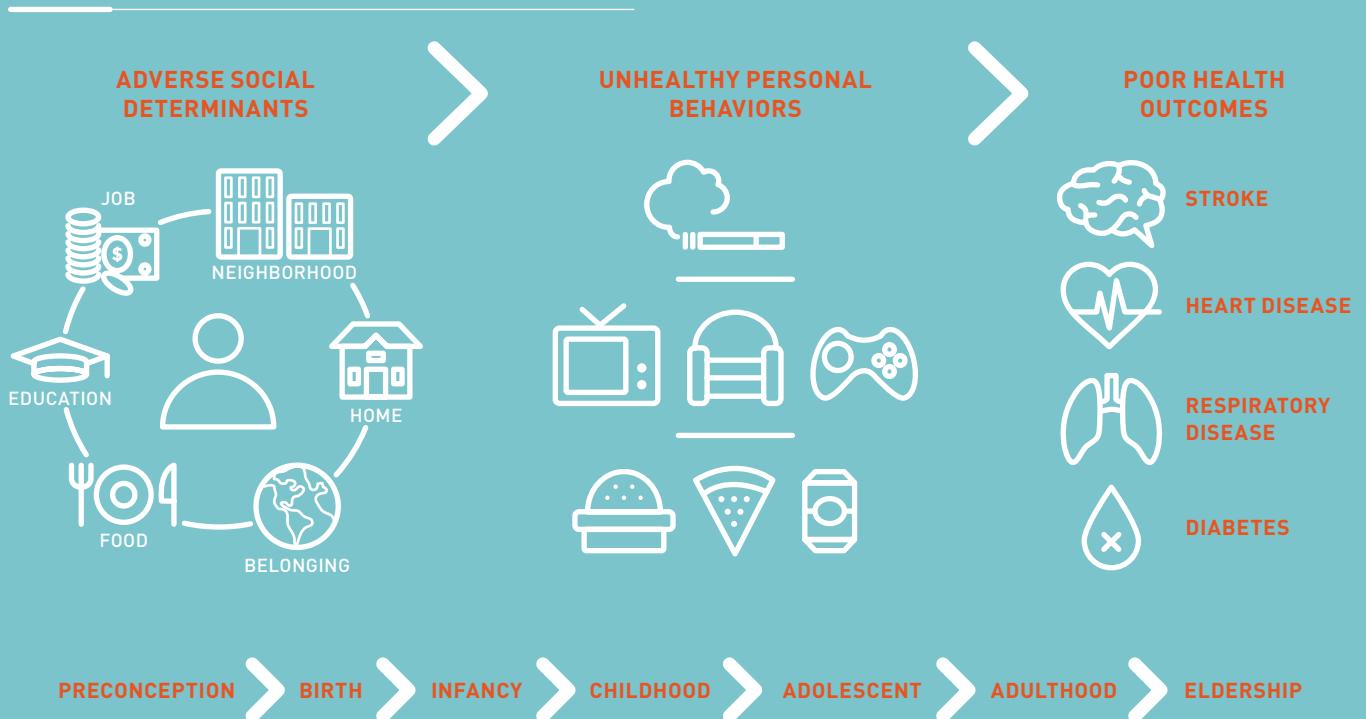 ADVERSE SOCIAL
DETERMINANTS
UNHEALTHY PERSONAL
BEHAVIORS
POOR HEALTH
OUTCOMES
JOB
$
NEIGHBORHOOD
EDUCATION
HOME
FOOD
BELONGING
STROKE
HEART DISEASE
RESPIRATORY
DISEASE
DIABETES
PRECONCEPTION
BIRTH
INFANCY
CHILDHOOD
ADOLESCENT
ADULTHOOD
ELDERSHIP